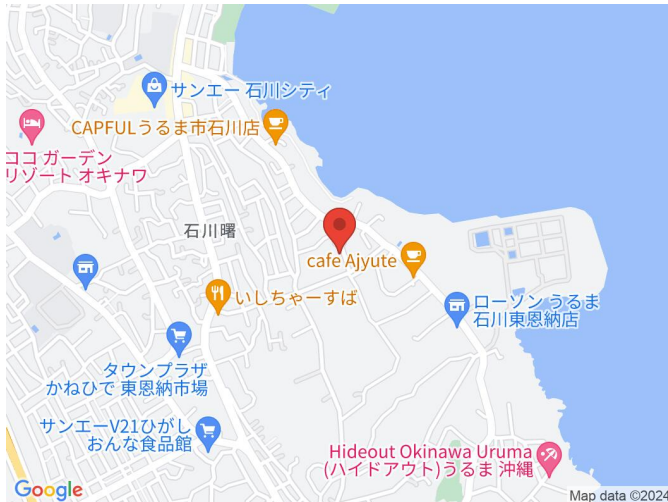 サンエー 石川シティ
CAPFULうるま市石川店
ココ ガーデン
リゾート オキナワ
石川曙
cafe Ajyute
いしちゃーすば
ローソン うるま
石川東恩納店
タウンプラザ
かねひで 東恩納市場
サンエーV21ひがし
おんな食品館
Hideout Okinawa Uruma
(ハイドアウト)うるま 沖縄
Google
Map data ©2024